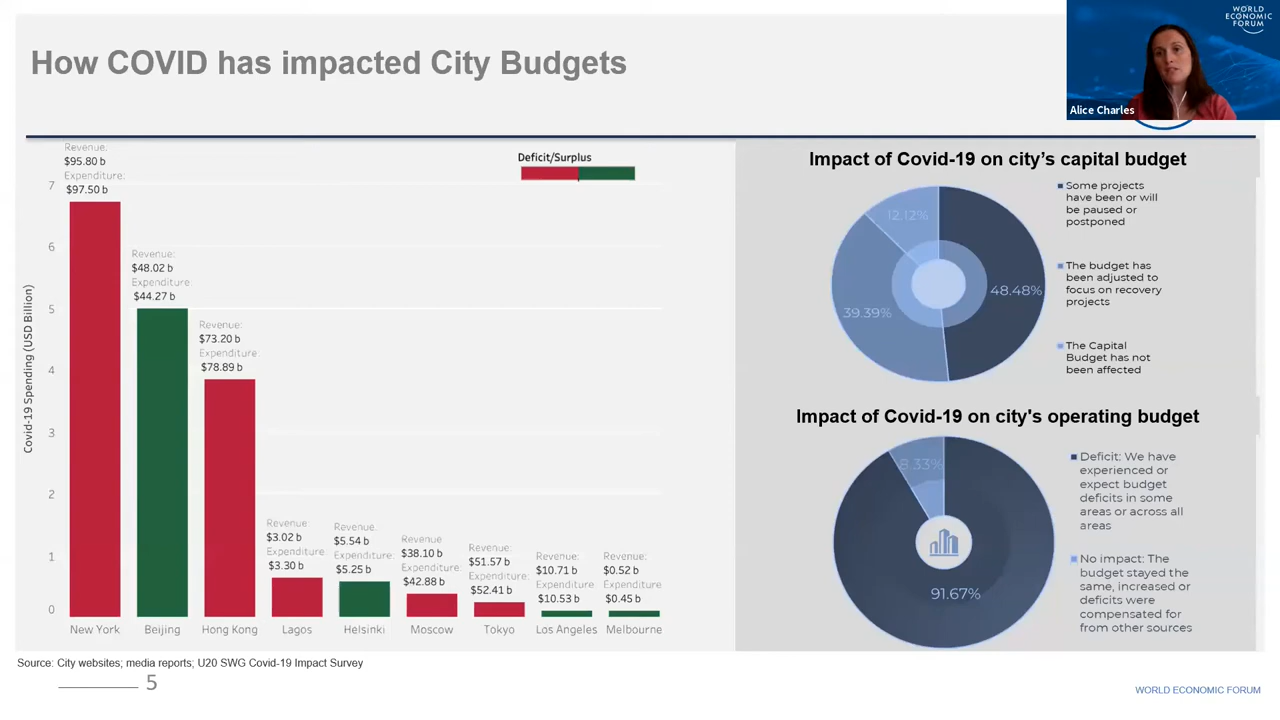 How COVID has impacted City Budgets
WORLD
ECONOMIC
FORUM
Alice Charles
Revenue:
$95.80 b
Expenditure:
$97.50 b
Revenue:
$48.02 b
Expenditure:
$44.27 b
Revenue:
$73.20 b
Expenditure:
$78.89 b
Revenue:
$3.02 b
Expenditure
$3.30 b
Revenue:
$5.54 b
Expenditure:
$5.25 b
Revenue
$38.10 b
Expenditure:
$42.88 b
Revenue:
$51.57 b
Expenditure:
$52.41 b
Revenue:
$10.71 b
Expenditure
$10.53 b
Revenue:
$0.52 b
Expenditure
$0.45 b
Deficit/Surplus
Covid-19 Spending (USD Billion)
7
6
5
4
3
2
1
0
New York
Beijing
Hong Kong
Lagos
Helsinki
Moscow
Tokyo
Los Angeles
Melbourne
Impact of Covid-19 on city's capital budget
12.12%
48.48%
39.39%
Some projects
have been or will
be paused or
postponed
The budget has
been adjusted to
focus on recovery
projects
The Capital
Budget has not
been affected
Impact of Covid-19 on city's operating budget
8.33%
91.67%
Deficit: We have
experienced or
expect budget
deficits in some
areas or across all
areas
No impact: The
budget stayed the
same, increased or
deficits were
compensated for
from other sources
Source: City websites; media reports; U20 SWG Covid-19 Impact Survey
5
WORLD ECONOMIC FORUM